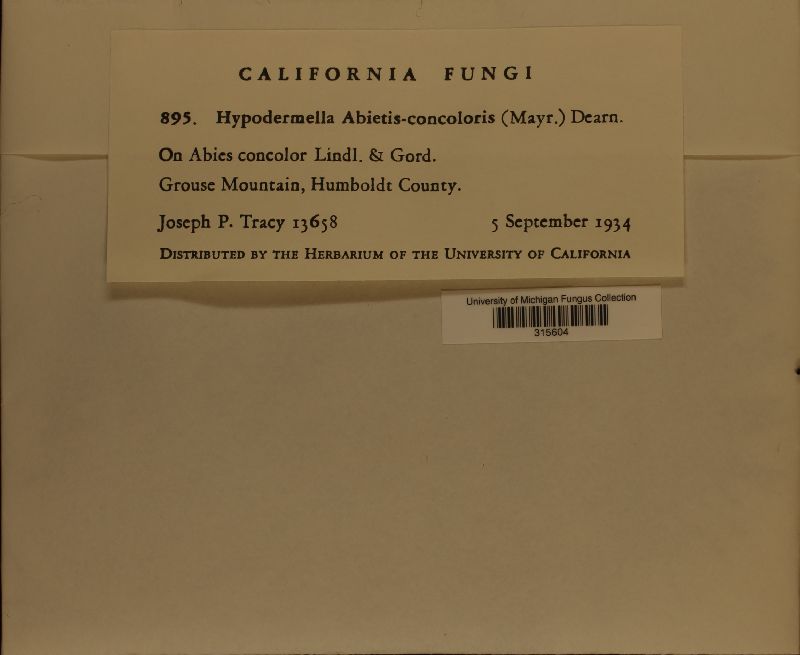 CALIFORNIA FUNGI
895. Hypodermella Abietis-concoloris (Mayr.) Dearn.
On Abies concolor Lindl. & Gord.
Grouse Mountain, Humboldt County.
Joseph P. Tracy 13658 5 September 1934
DISTRIBUTED BY THE HERBARIUM OF THE UNIVERSITY OF CALIFORNIA
University of Michigan Fungus Collection
315604